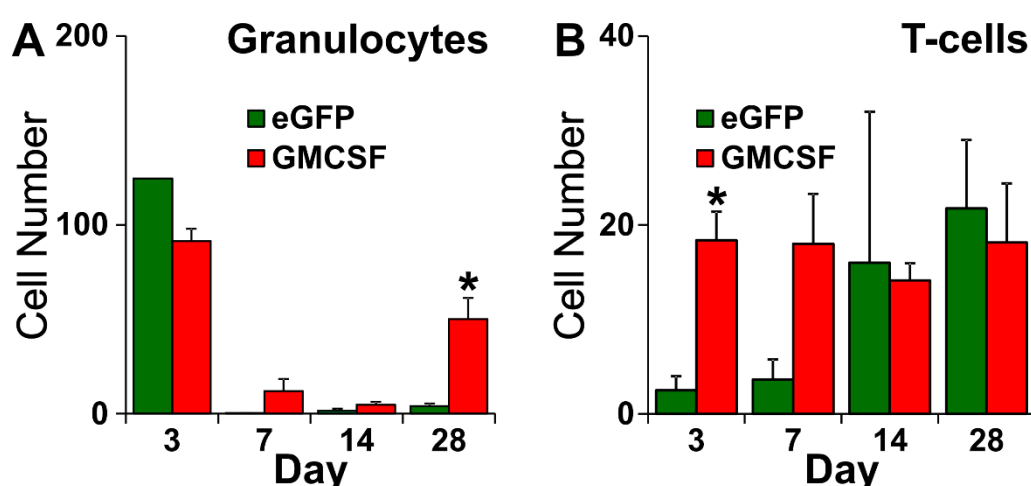 A
Granulocytes
200
100
0
Cell Number
eGFP
GMCSF
*
3 7 14 28
Day
B
T-cells
40
20
0
Cell Number
eGFP
GMCSF
*
3 7 14 28
Day